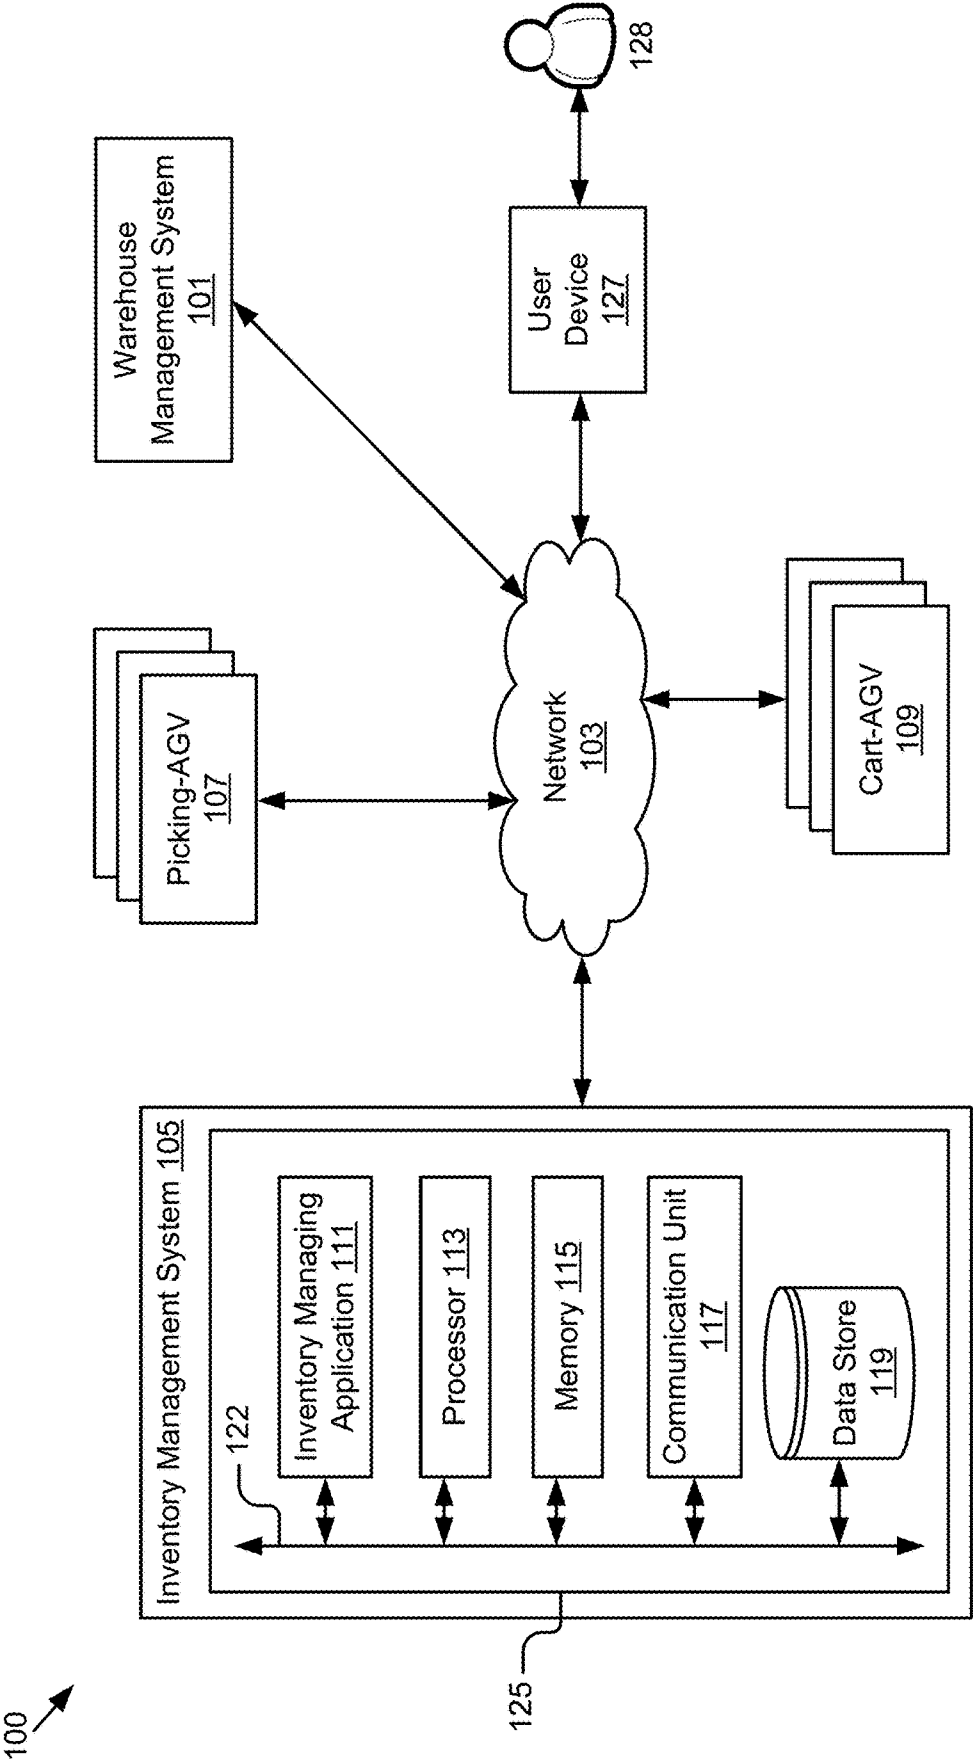 100
Inventory Management System 105
122
Inventory Managing
Application 111
Processor 113
Memory 115
Communication Unit
117
Data Store
119
125
Picking-AGV
107
Warehouse
Management System
101
Network
103
User
Device
127
128
Cart-AGV
109